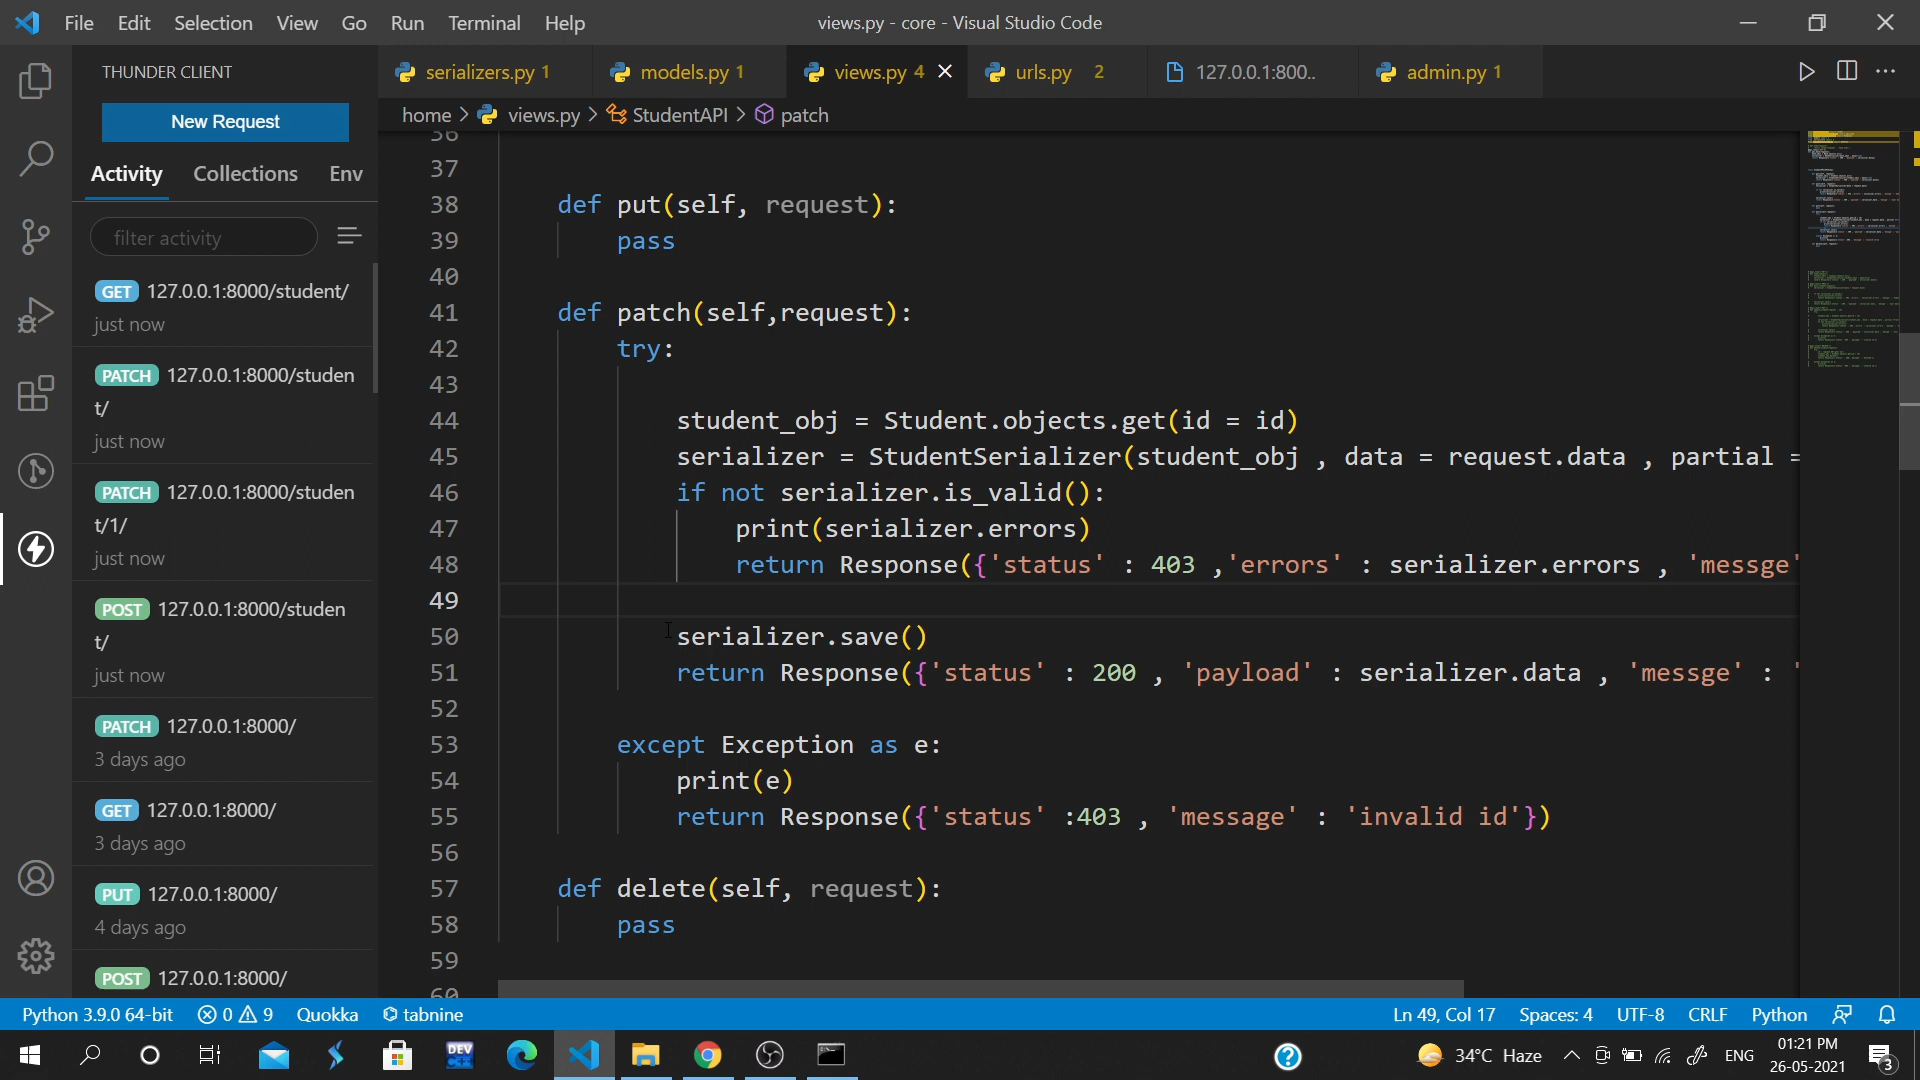 File Edit Selection View Go Run Terminal Help views.py - core - Visual Studio Code
THUNDER CLIENT
New Request
Activity Collections Env
filter activity
GET 127.0.0.1:8000/student/
just now
PATCH 127.0.0.1:8000/studen
t/
just now
PATCH 127.0.0.1:8000/studen
t/1/
just now
POST 127.0.0.1:8000/studen
t/
just now
PATCH 127.0.0.1:8000/
3 days ago
GET 127.0.0.1:8000/
3 days ago
PUT 127.0.0.1:8000/
4 days ago
POST 127.0.0.1:8000/
serializers.py 1 models.py 1 views.py 4 urls.py 2 127.0.0.1:800.. admin.py 1
home > views.py > StudentAPI > patch
36
37
38 def put(self, request):
39 pass
40
41 def patch(self,request):
42 try:
43
44 student_obj = Student.objects.get(id = id)
45 serializer = StudentSerializer(student_obj , data = request.data , partial =
46 if not serializer.is_valid():
47 print(serializer.errors)
48 return Response({'status' : 403 ,'errors' : serializer.errors , 'messge'
49
50 serializer.save()
51 return Response({'status' : 200 , 'payload' : serializer.data , 'messge' : '
52
53 except Exception as e:
54 print(e)
55 return Response({'status' :403 , 'message' : 'invalid id'})
56
57 def delete(self, request):
58 pass
59
60
Python 3.9.0 64-bit 0 9 Quokka tabnine Ln 49, Col 17 Spaces: 4 UTF-8 CRLF Python
DEV
34°C Haze ENG 01:21 PM
26-05-2021
3